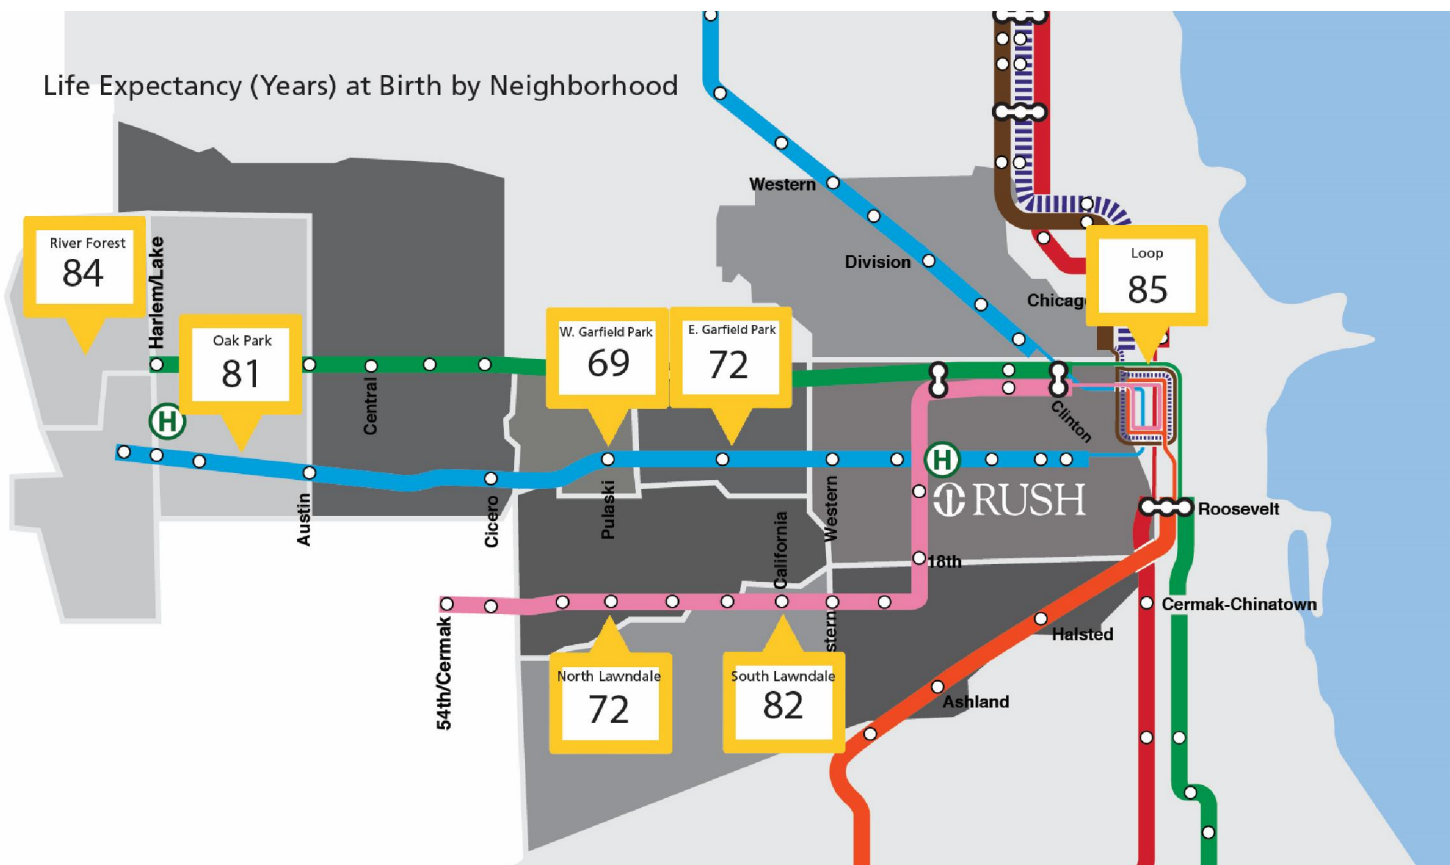 Life Expectancy (Years) at Birth by Neighborhood
Western
River Forest
84
Harlem/Lake
Division
Loop
85
Chicag
Oak Park
81
W. Garfield Park
69
E. Garfield Park
72
Central
Clinton
H
H
RUSH
Austin
Cicero
Pulaski
Western
Roosevelt
California
18th
54th/Cermak
Cermak-Chinatown
Halsted
stern
North Lawndale
72
South Lawndale
82
Ashland